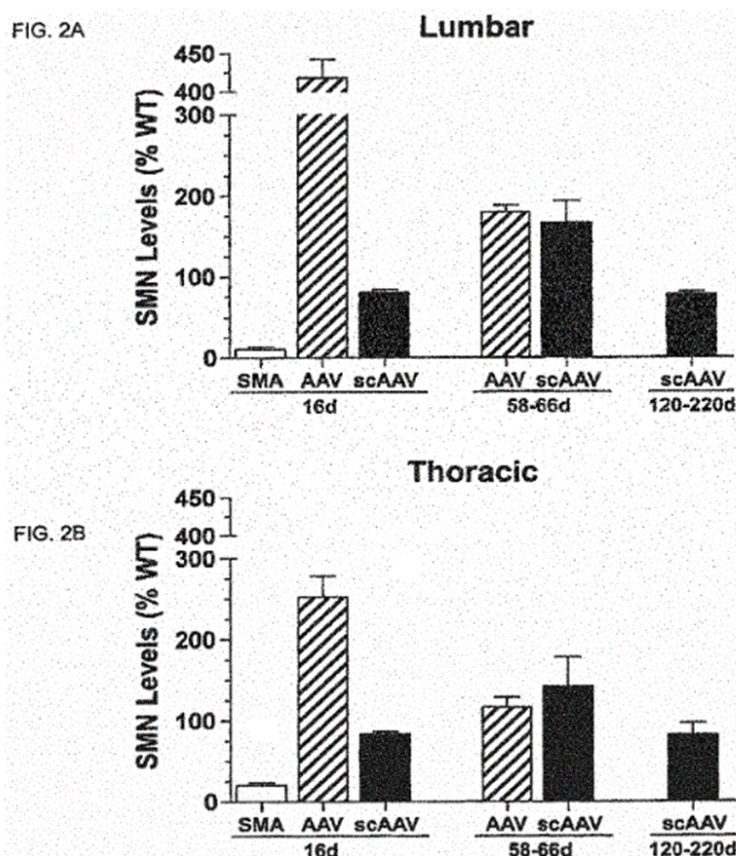 FIG. 2A
Lumbar
SMN Levels (% WT)
450
400
300
200
100
0
SMA AAV scAAV AAV scAAV scAAV
16d 58-66d 120-220d
FIG. 2B
Thoracic
SMN Levels (% WT)
450
400
300
200
100
0
SMA AAV scAAV AAV scAAV scAAV
16d 58-66d 120-220d